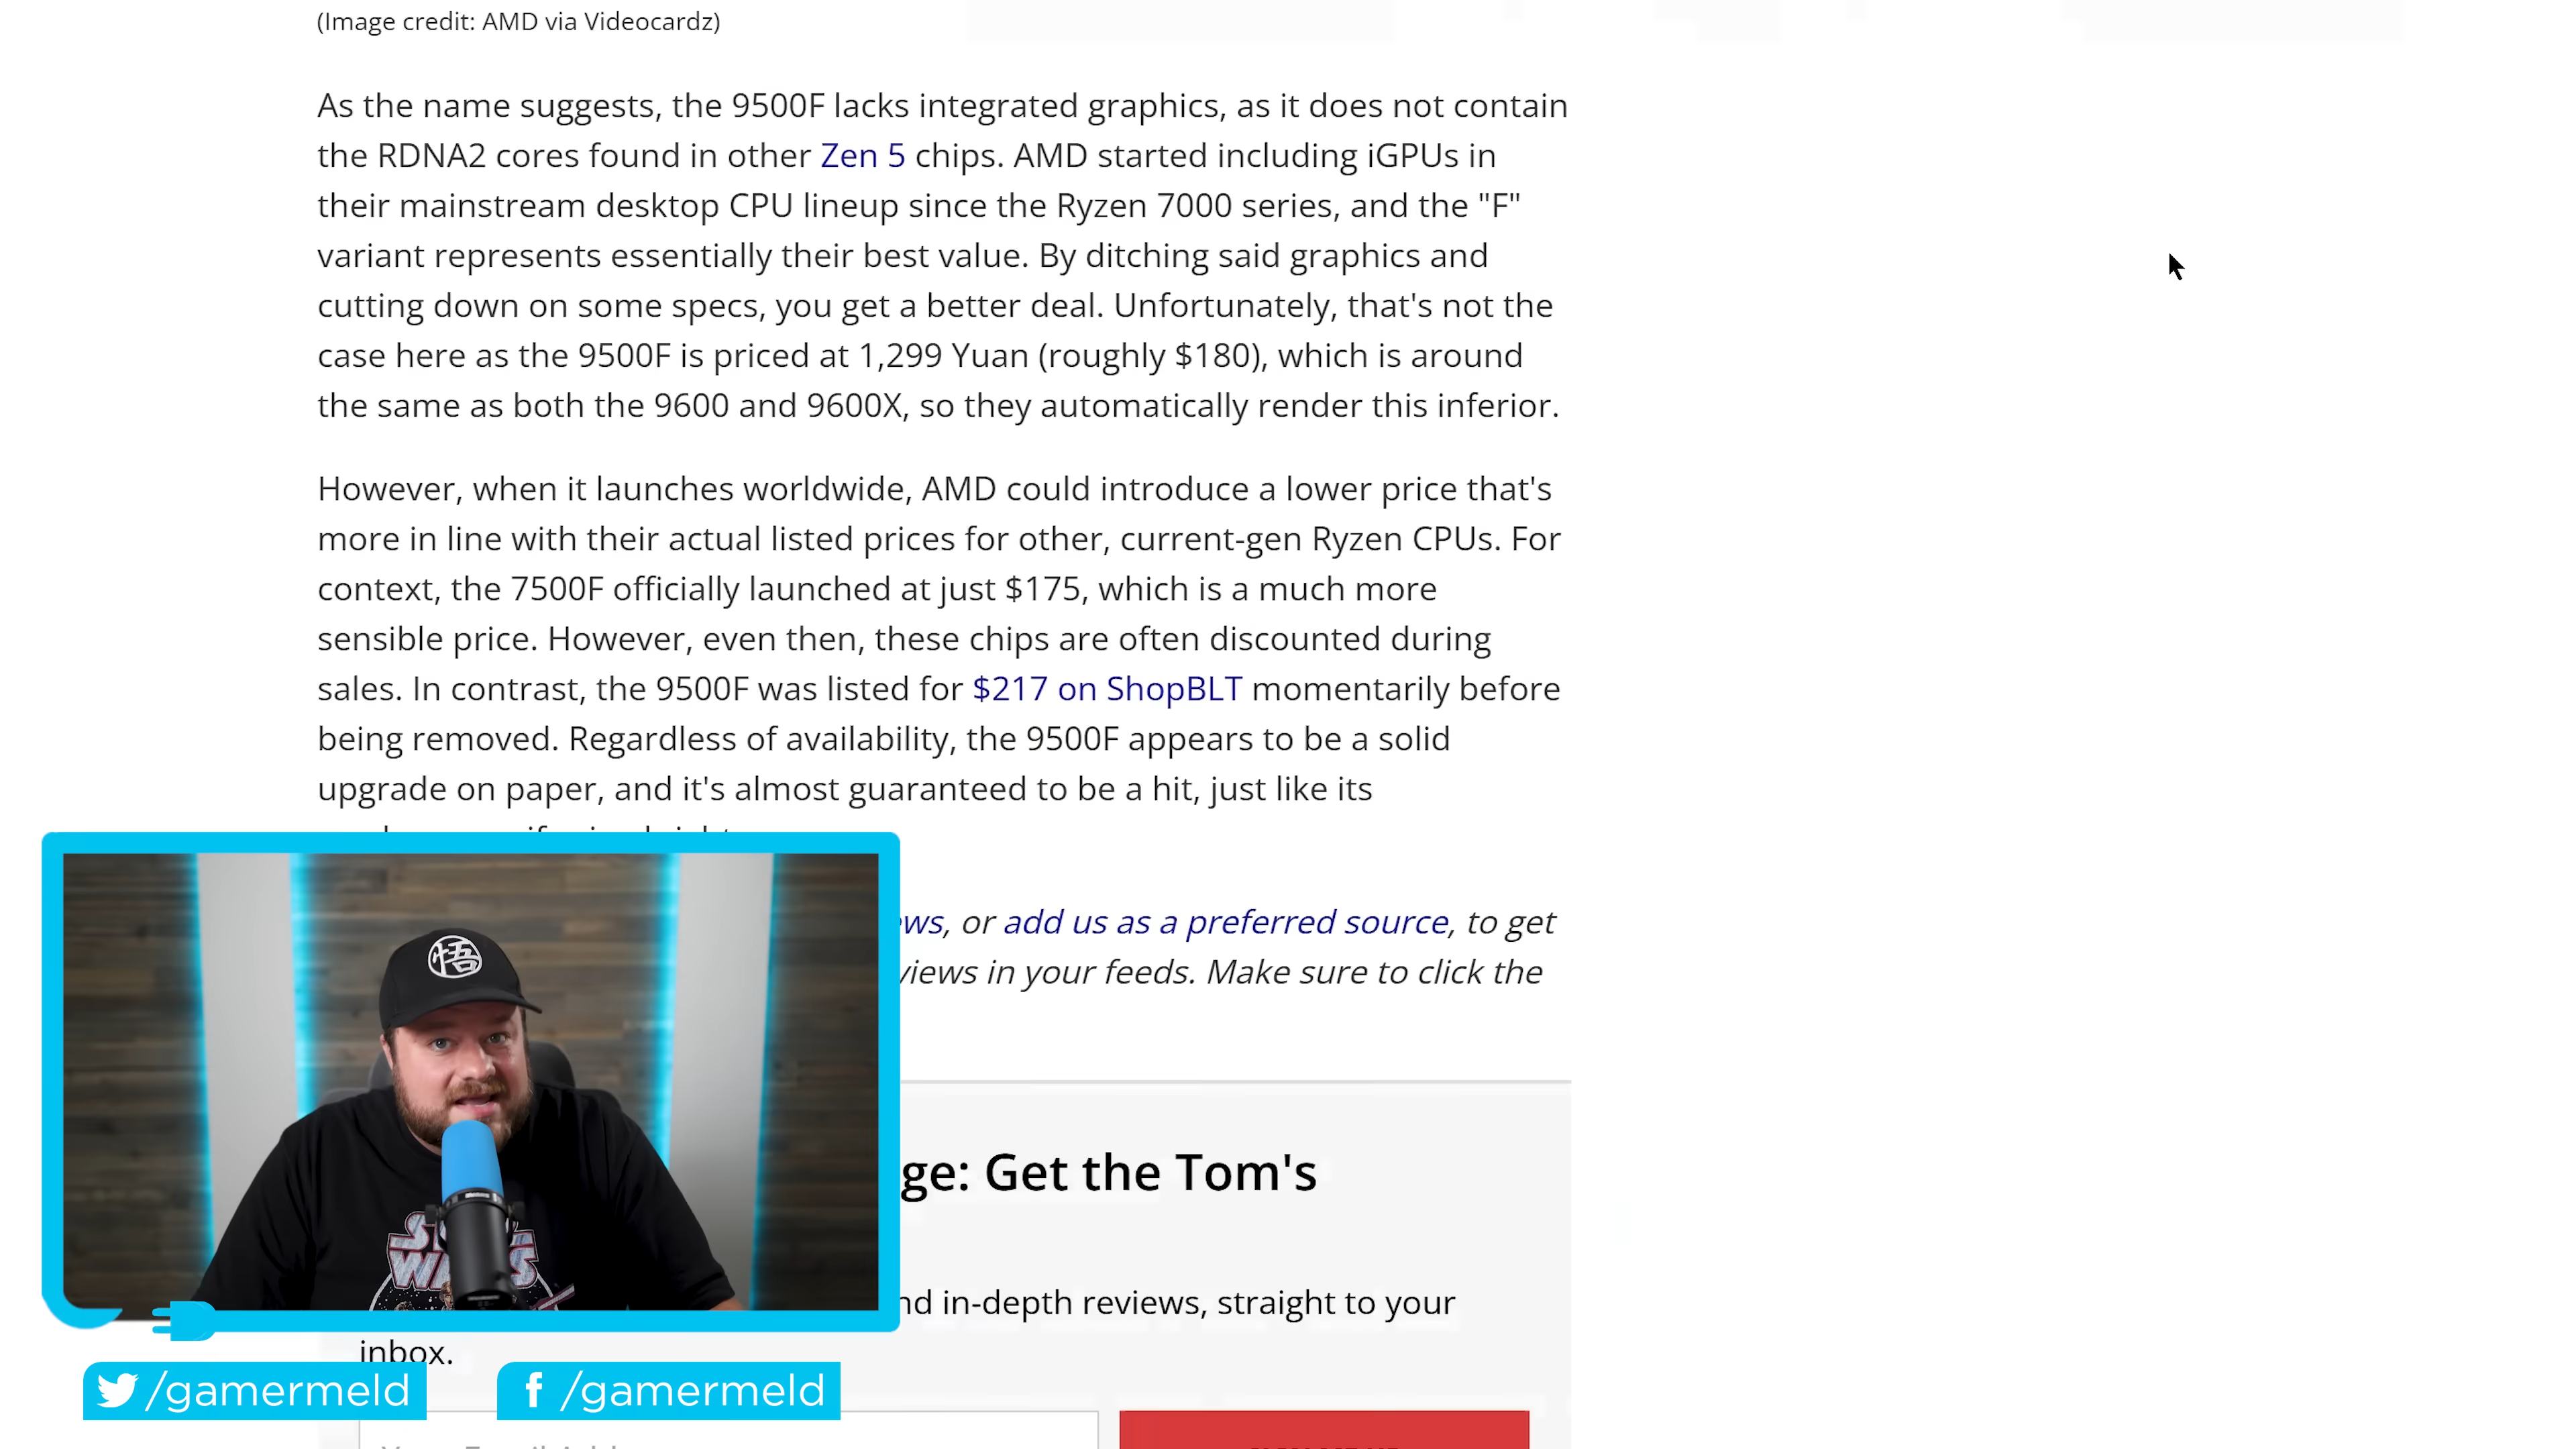 (Image credit: AMD via Videocardz)
As the name suggests, the 9500F lacks integrated graphics, as it does not contain
the RDNA2 cores found in other Zen 5 chips. AMD started including iGPUs in
their mainstream desktop CPU lineup since the Ryzen 7000 series, and the "F"
variant represents essentially their best value. By ditching said graphics and
cutting down on some specs, you get a better deal. Unfortunately, that's not the
case here as the 9500F is priced at 1,299 Yuan (roughly $180), which is around
the same as both the 9600 and 9600X, so they automatically render this inferior.
However, when it launches worldwide, AMD could introduce a lower price that's
more in line with their actual listed prices for other, current-gen Ryzen CPUs. For
context, the 7500F officially launched at just $175, which is a much more
sensible price. However, even then, these chips are often discounted during
sales. In contrast, the 9500F was listed for $217 on ShopBLT momentarily before
being removed. Regardless of availability, the 9500F appears to be a solid
upgrade on paper, and it's almost guaranteed to be a hit, just like its
ws, or add us as a preferred source, to get
views in your feeds. Make sure to click the
悟
STAR
WARS
ge: Get the Tom's
nd in-depth reviews, straight to your
inbox.
/gamermeld
f /gamermeld